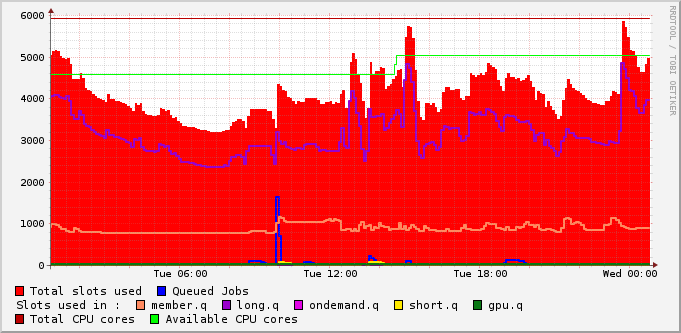 6000
5000
4000
3000
2000
1000
0
Tue 06:00 Tue 12:00 Tue 18:00 Wed 00:00
Total slots used Queued Jobs
Slots used in : member.q long.q ondemand.q short.q gpu.q
Total CPU cores Available CPU cores
RRDTOOL / TOBI OETIKER